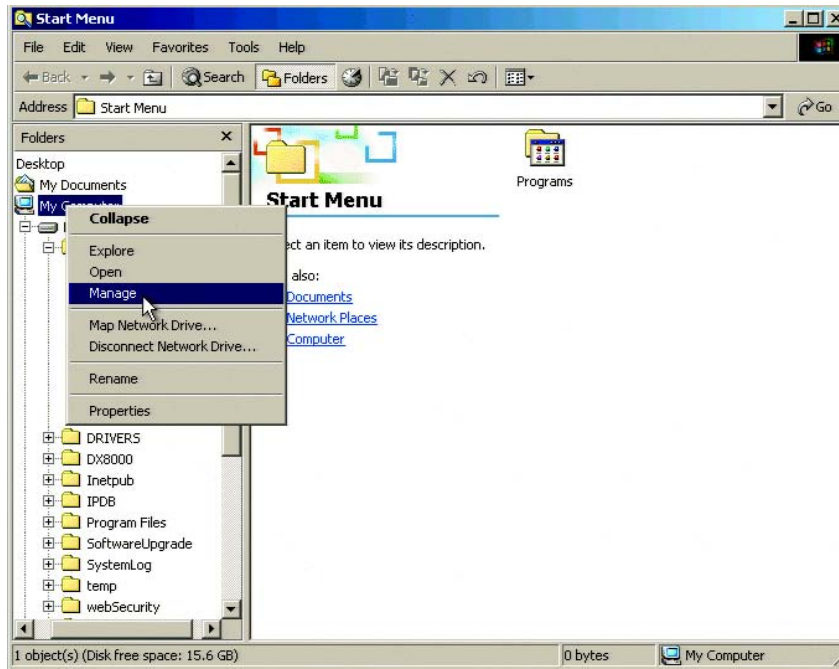 Start Menu
File Edit View Favorites Tools Help
Back Search Folders
Address Start Menu Go
Folders
Desktop
My Documents
My Computer
Collapse
Explore
Open
Manage
Map Network Drive...
Disconnect Network Drive...
Rename
Properties
DRIVERS
DX8000
Inetpub
IPDB
Program Files
SoftwareUpgrade
SystemLog
temp
webSecurity
Programs
Start Menu
an item to view its description.
also:
Documents
Network Places
Computer
1 object(s) (Disk free space: 15.6 GB) 0 bytes My Computer